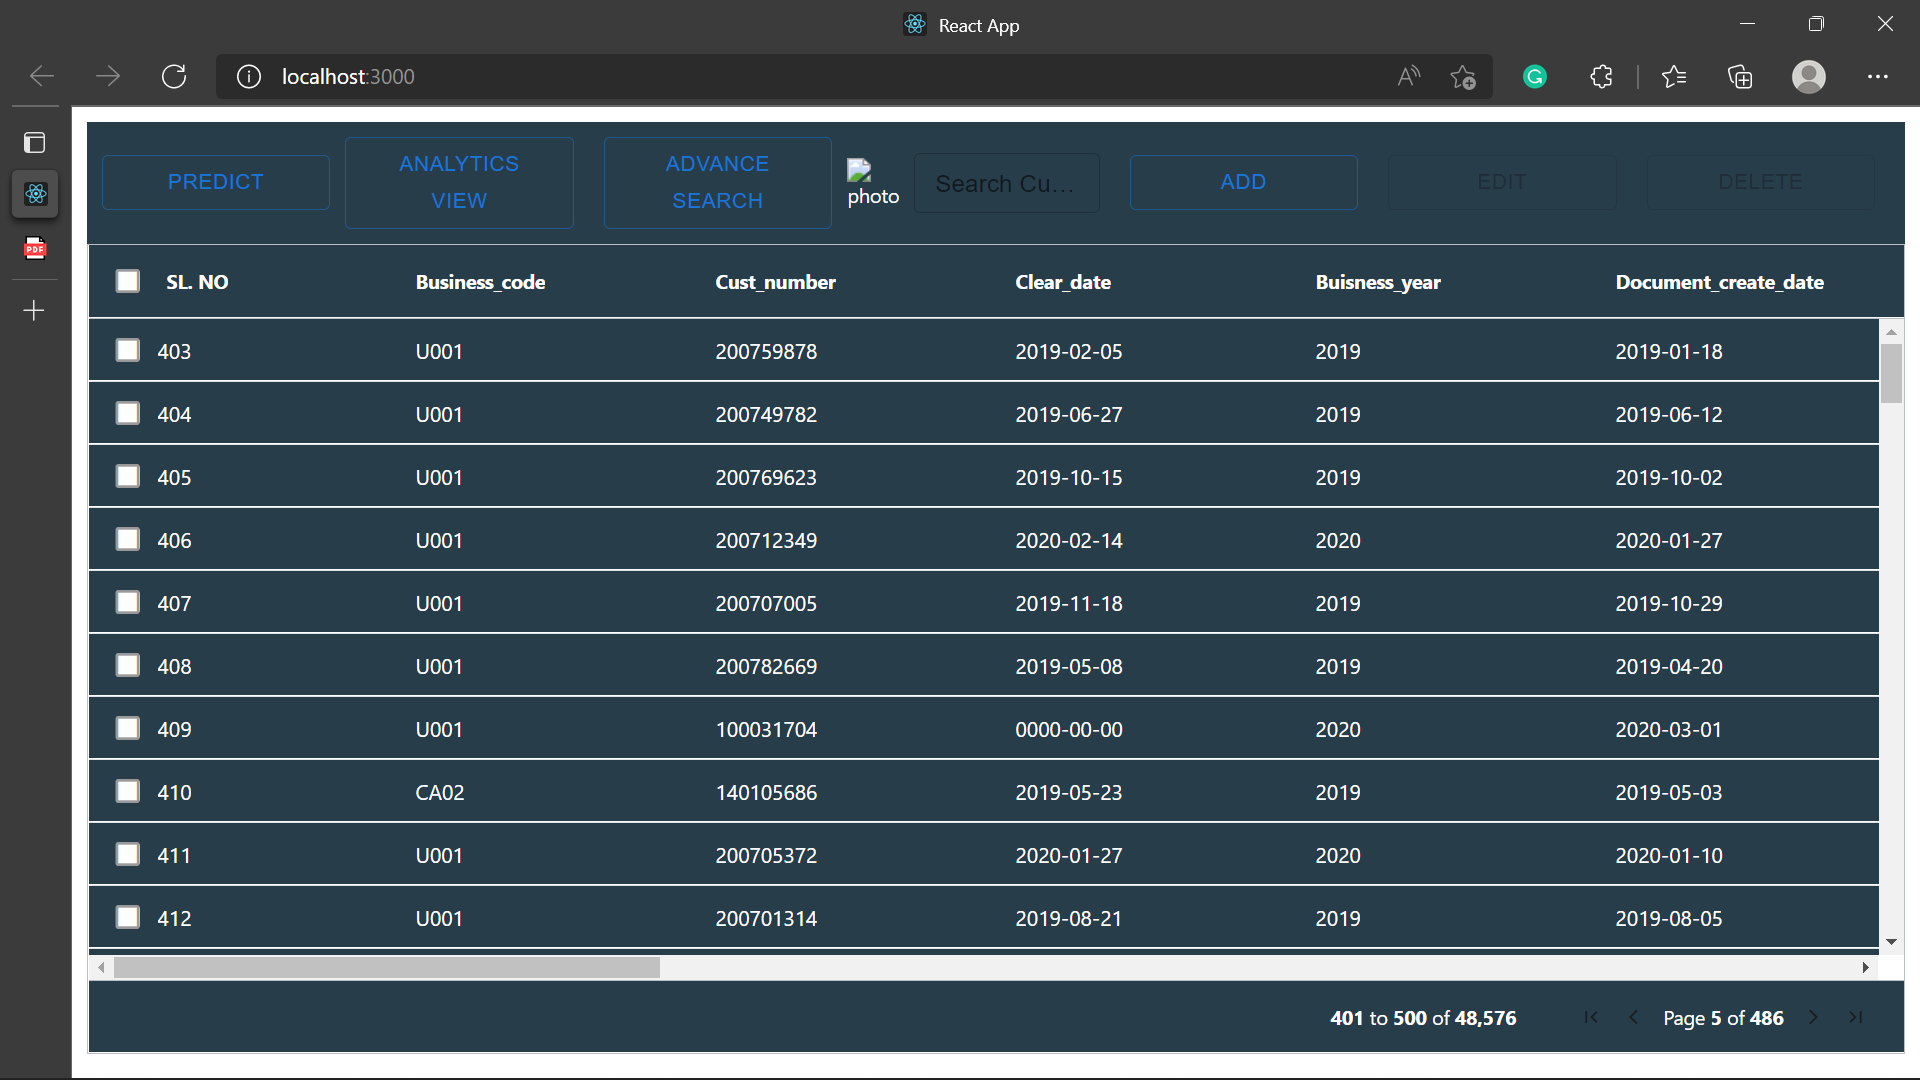 React App
localhost:3000
PREDICT
ANALYTICS
VIEW
ADVANCE
SEARCH
photo
Search Cu...
ADD
EDIT
DELETE
SL. NO Business_code Cust_number Clear_date Buisness_year Document_create_date
403 U001 200759878 2019-02-05 2019 2019-01-18
404 U001 200749782 2019-06-27 2019 2019-06-12
405 U001 200769623 2019-10-15 2019 2019-10-02
406 U001 200712349 2020-02-14 2020 2020-01-27
407 U001 200707005 2019-11-18 2019 2019-10-29
408 U001 200782669 2019-05-08 2019 2019-04-20
409 U001 100031704 0000-00-00 2020 2020-03-01
410 CA02 140105686 2019-05-23 2019 2019-05-03
411 U001 200705372 2020-01-27 2020 2020-01-10
412 U001 200701314 2019-08-21 2019 2019-08-05
401 to 500 of 48,576 Page 5 of 486
PDF